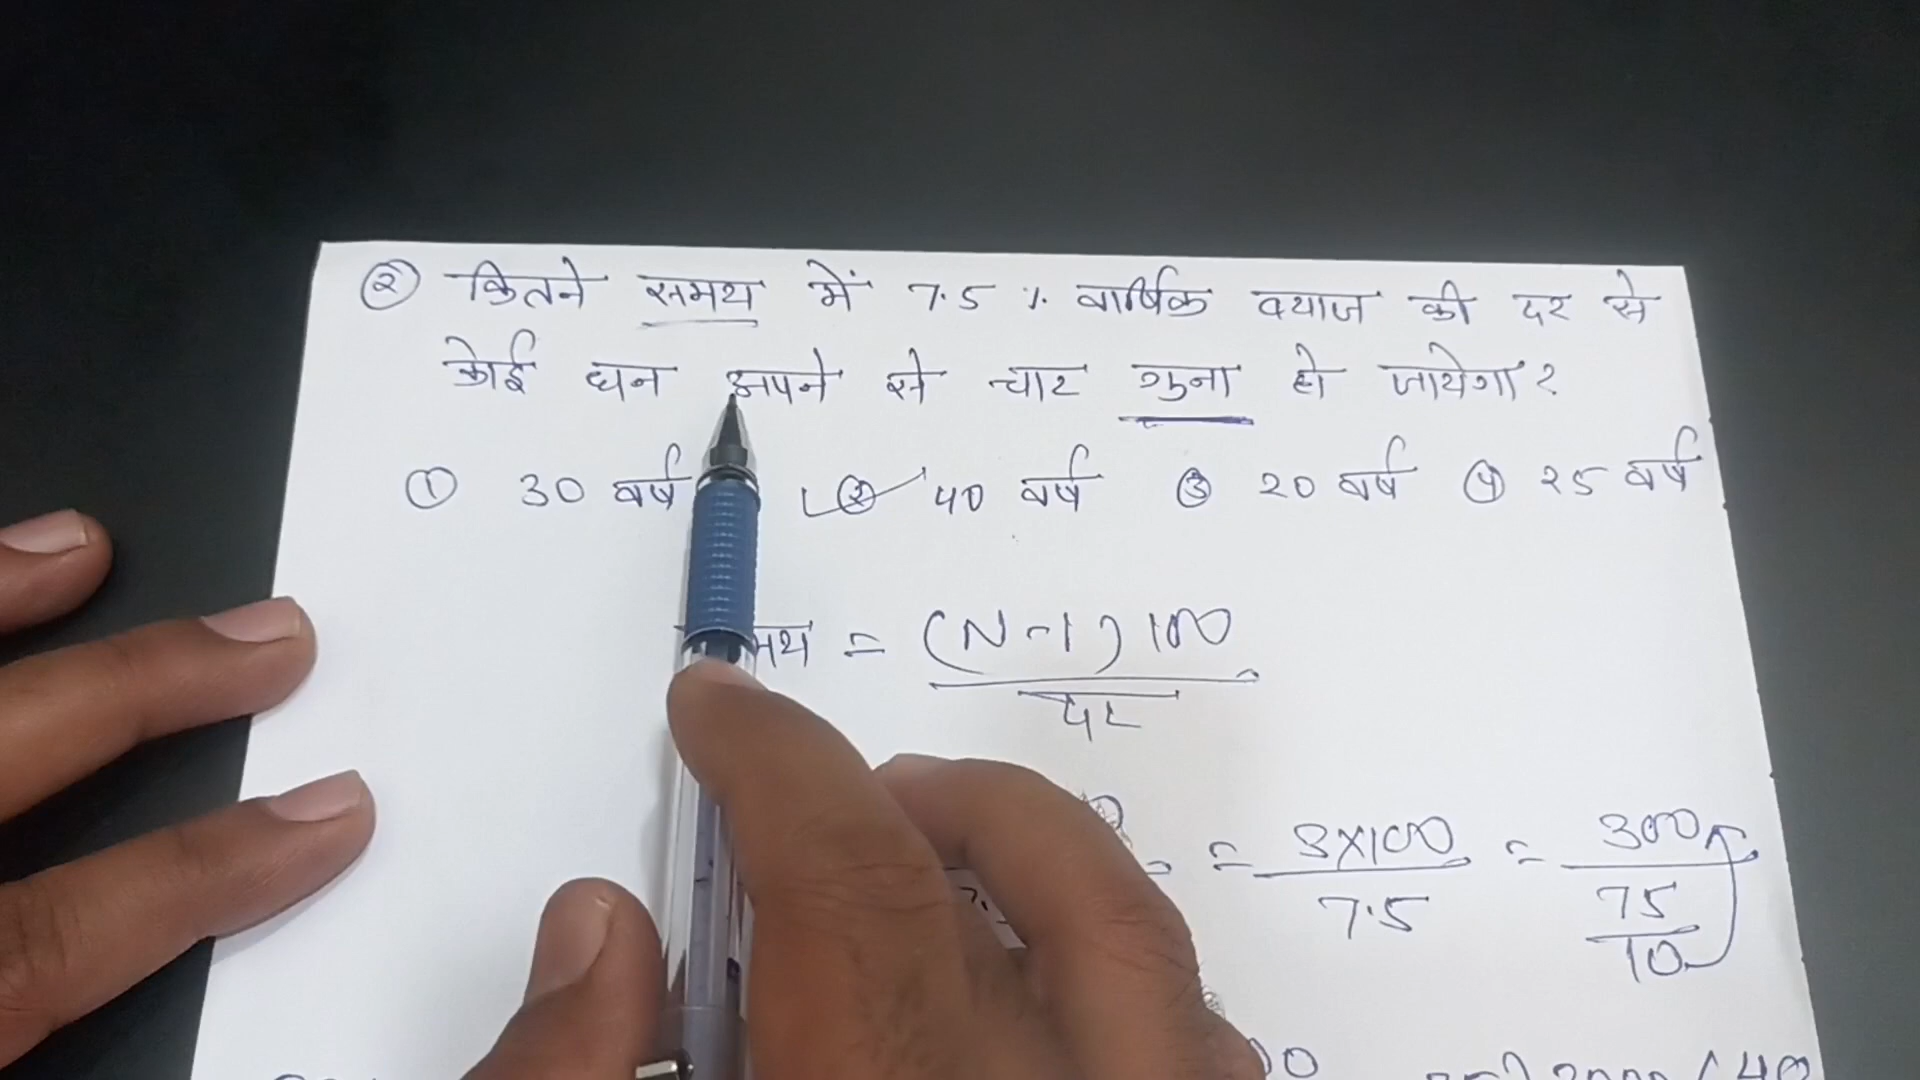 ② कितने समय में 7.5 % वार्षिक ब्याज की दर से
कोई धन अपने से चार गुना हो जायेगा ?
① 30 वर्ष ② 40 वर्ष ③ 20 वर्ष ④ 25 वर्ष
= (N-1) 100
दर
= 3×100 = 300
7.5 75
10